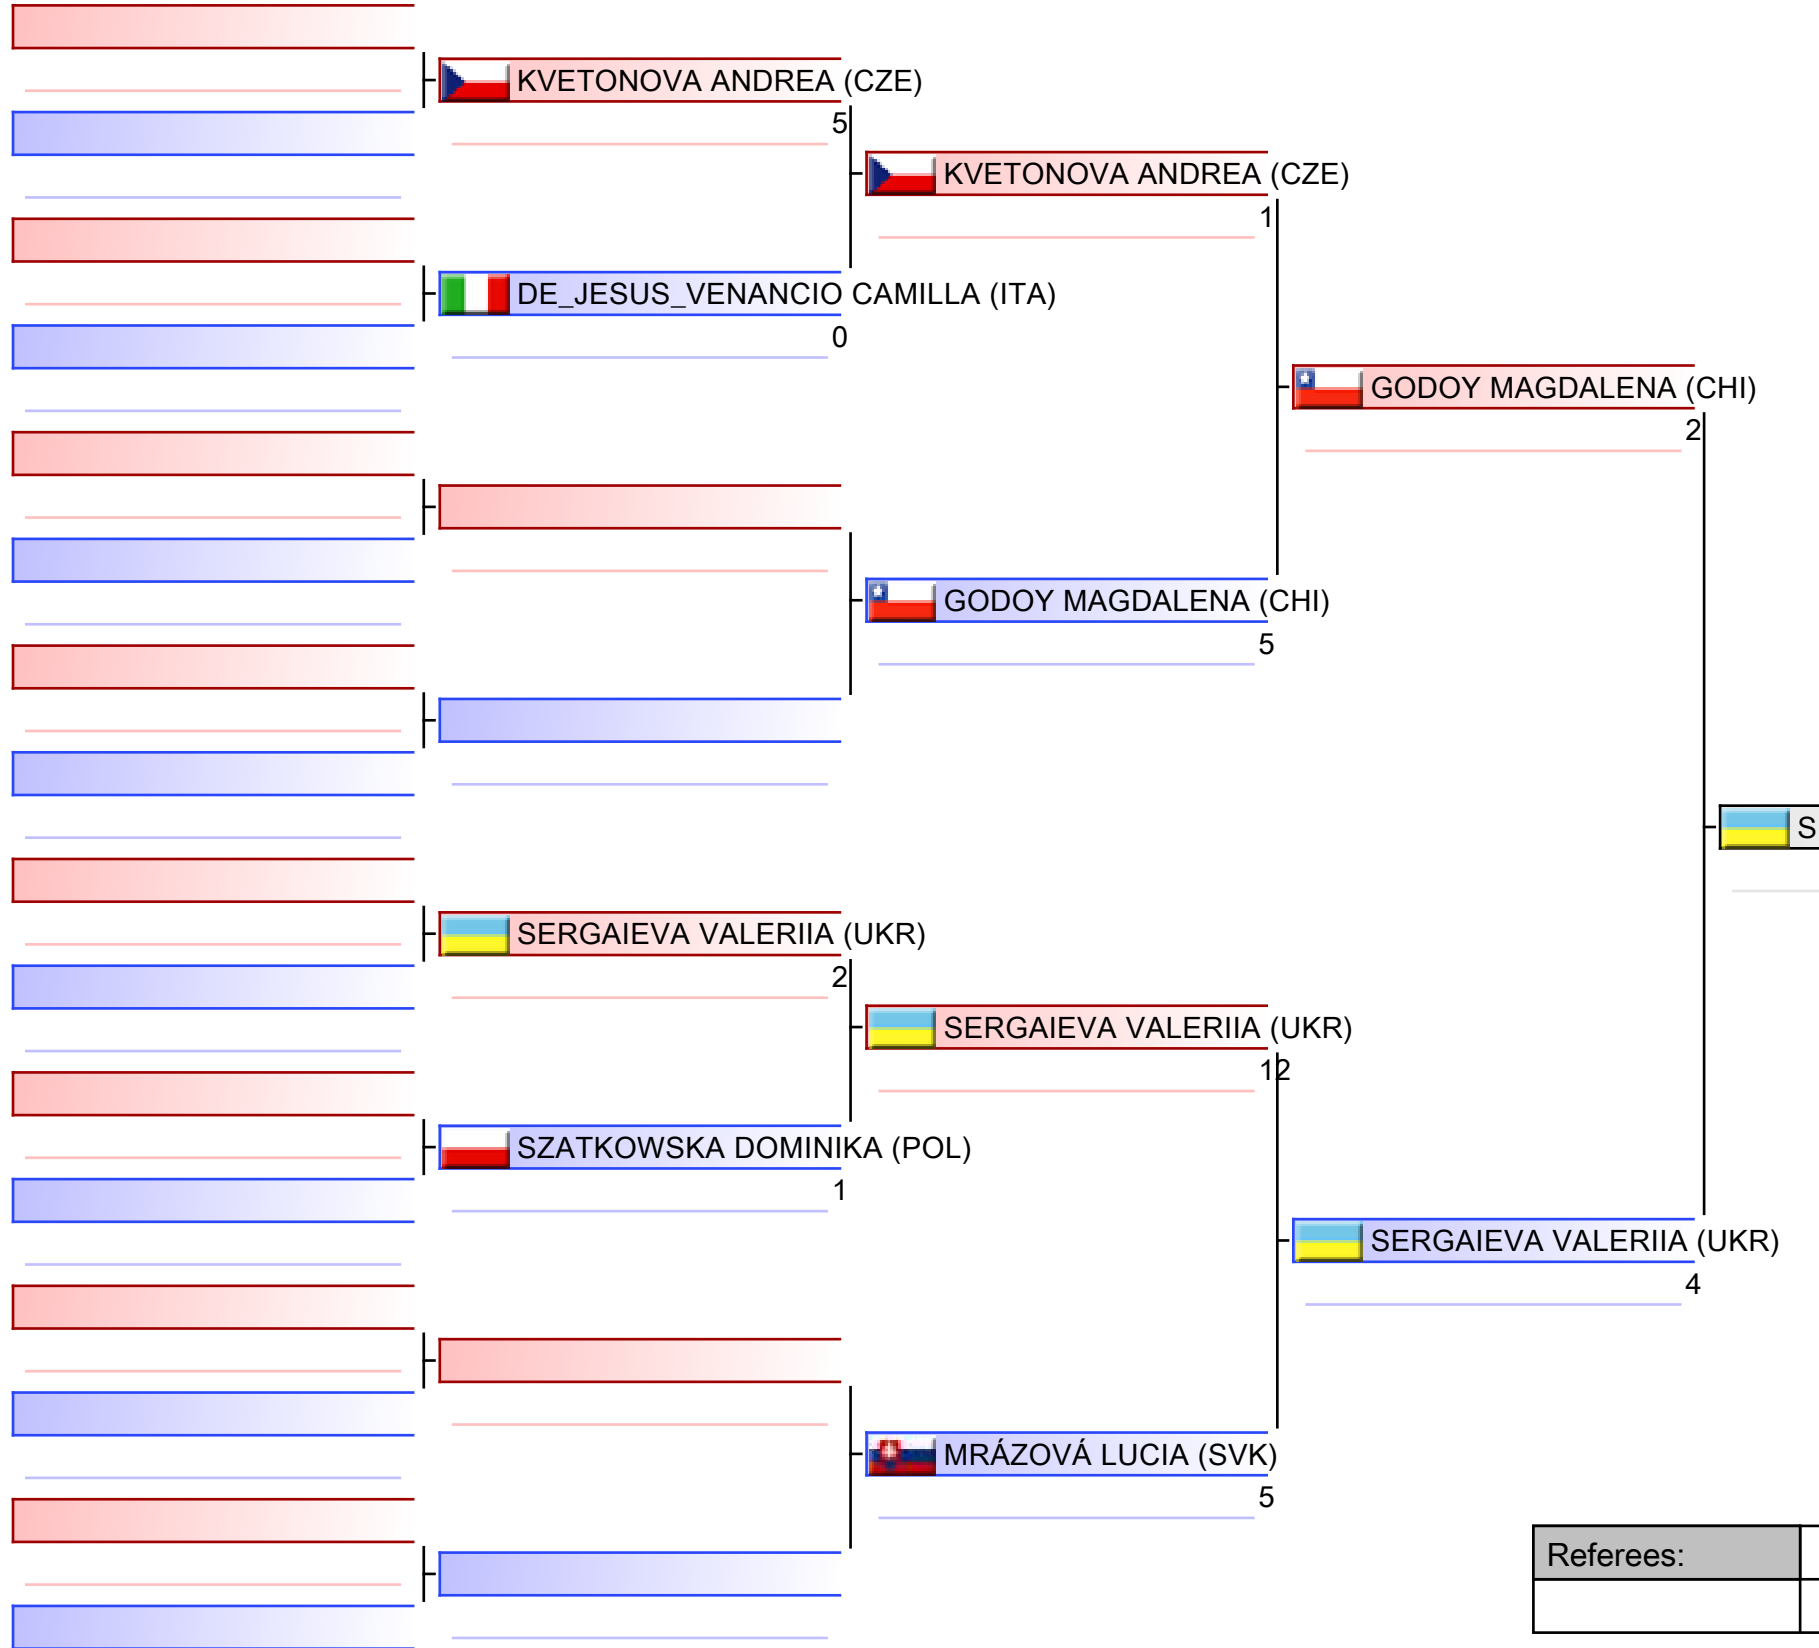 KVETONOVA ANDREA (CZE)
5
KVETONOVA ANDREA (CZE)
1
DE_JESUS_VENANCIO CAMILLA (ITA)
0
GODOY MAGDALENA (CHI)
2
GODOY MAGDALENA (CHI)
5
S
SERGAIEVA VALERIIA (UKR)
2
SERGAIEVA VALERIIA (UKR)
12
SZATKOWSKA DOMINIKA (POL)
1
SERGAIEVA VALERIIA (UKR)
4
MRÁZOVÁ LUCIA (SVK)
5
Referees: